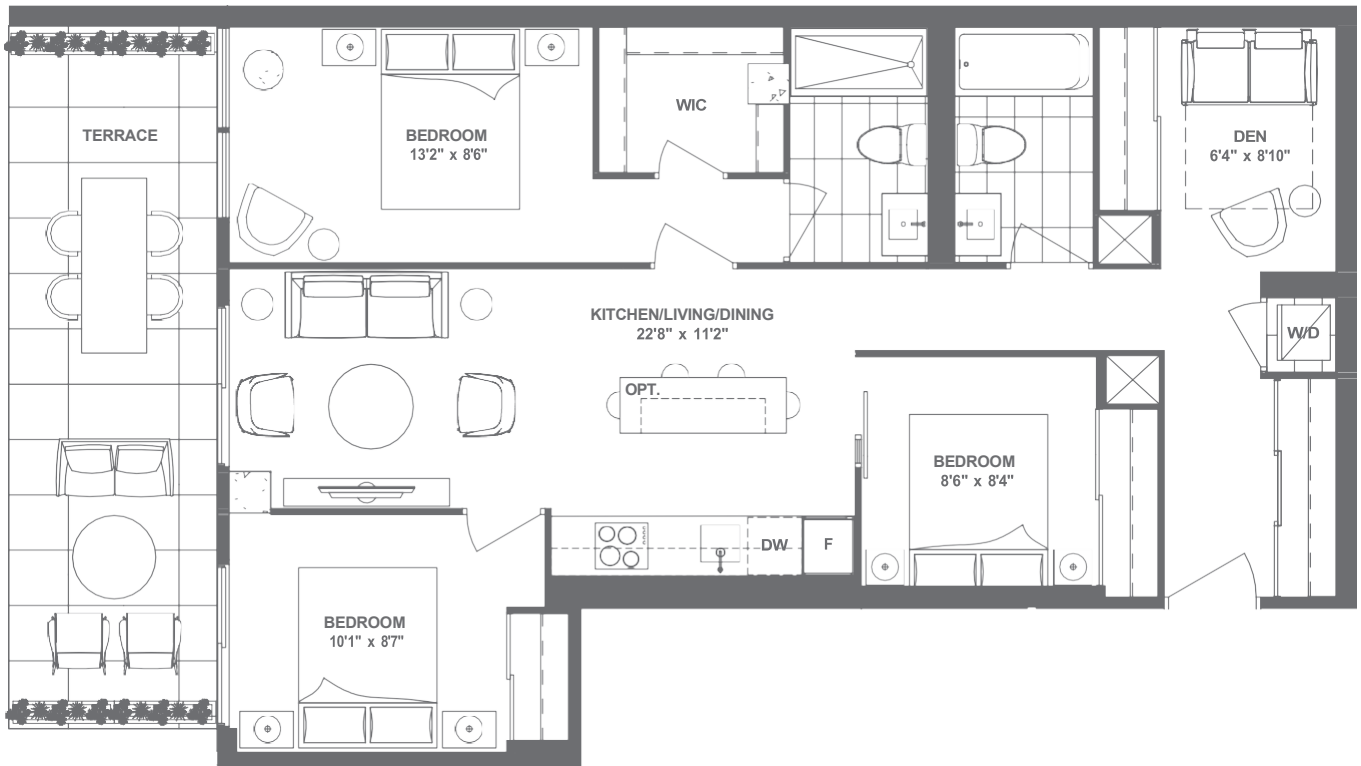 TERRACE
BEDROOM
13'2" x 8'6"
WIC
DEN
6'4" x 8'10"
KITCHEN/LIVING/DINING
22'8" x 11'2"
W/D
OPT.
BEDROOM
8'6" x 8'4"
DW
F
BEDROOM
10'1" x 8'7"